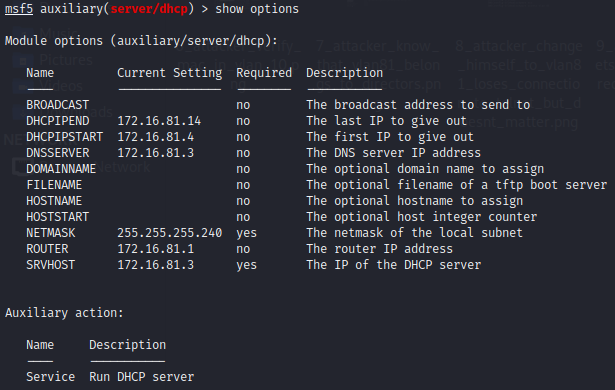 msf5 auxiliary(server/dhcp) > show options
Module options (auxiliary/server/dhcp):
Name Current Setting Required Description
---- --------------- -------- -----------
BROADCAST no The broadcast address to send to
DHCPIPEND 172.16.81.14 no The last IP to give out
DHCPIPSTART 172.16.81.4 no The first IP to give out
DNSSERVER 172.16.81.3 no The DNS server IP address
DOMAINNAME no The optional domain name to assign
FILENAME no The optional filename of a tftp boot server
HOSTNAME no The optional hostname to assign
HOSTSTART no The optional host integer counter
NETMASK 255.255.255.240 yes The netmask of the local subnet
ROUTER 172.16.81.1 no The router IP address
SRVHOST 172.16.81.3 yes The IP of the DHCP server
Auxiliary action:
Name Description
---- -----------
Service Run DHCP server